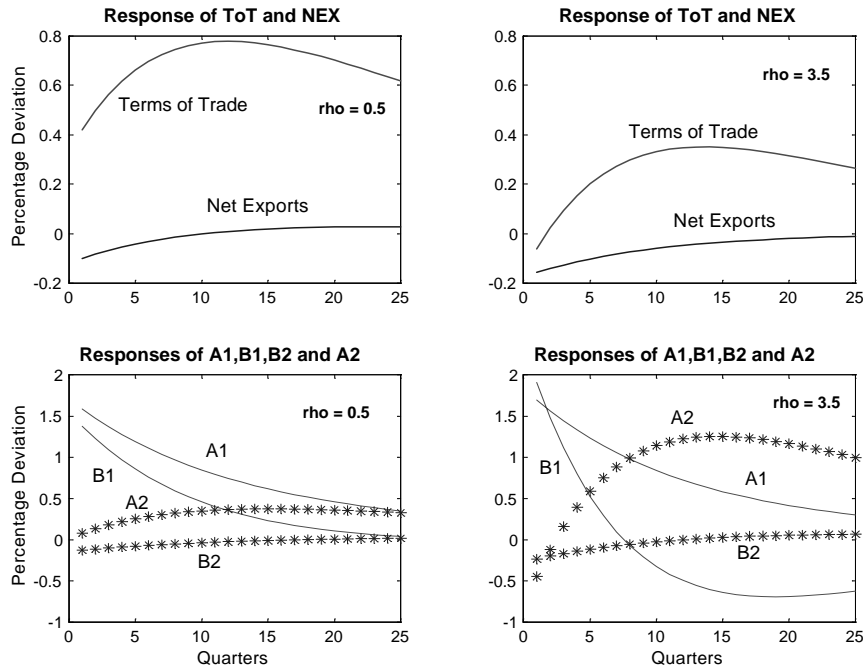 Response of ToT and NEX
0.8
0.6
0.4
0.2
0
-0.2
Percentage Deviation
Terms of Trade
rho = 0.5
Net Exports
0 5 10 15 20 25
Response of ToT and NEX
0.8
0.6
0.4
0.2
0
-0.2
rho = 3.5
Terms of Trade
Net Exports
0 5 10 15 20 25
Responses of A1,B1,B2 and A2
2
1.5
1
0.5
0
-0.5
-1
Percentage Deviation
rho = 0.5
A1
B1
A2
B2
0 5 10 15 20 25
Quarters
Responses of A1,B1,B2 and A2
2
1.5
1
0.5
0
-0.5
-1
rho = 3.5
A2
A1
B1
B2
0 5 10 15 20 25
Quarters